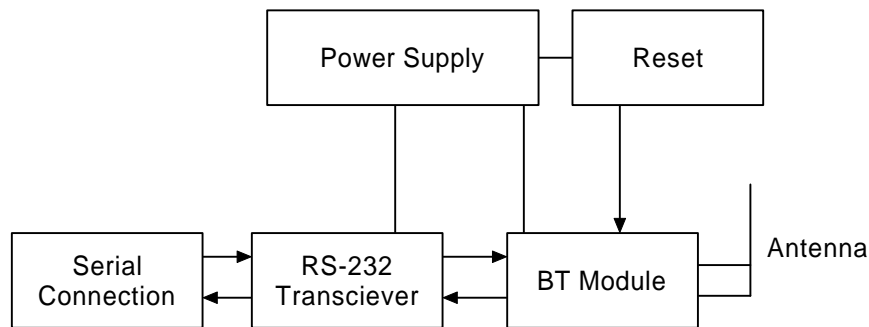 Power Supply
Reset
Antenna
Serial
Connection
RS-232
Transciever
BT Module